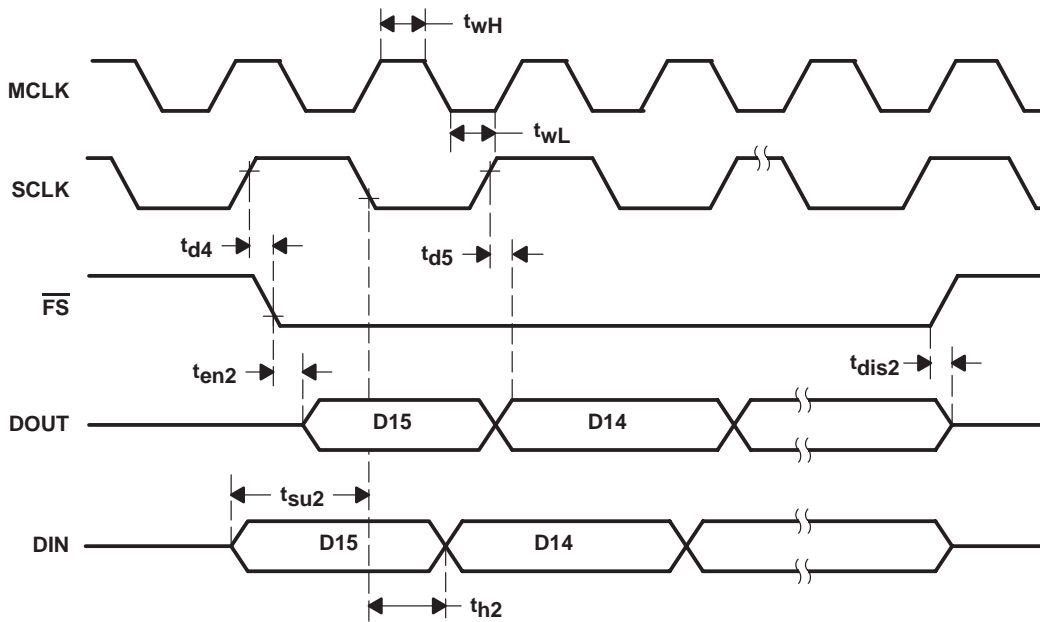 twH
MCLK
twL
SCLK
td4
td5
FS
ten2
tdis2
DOUT
D15
D14
tsu2
DIN
D15
D14
th2